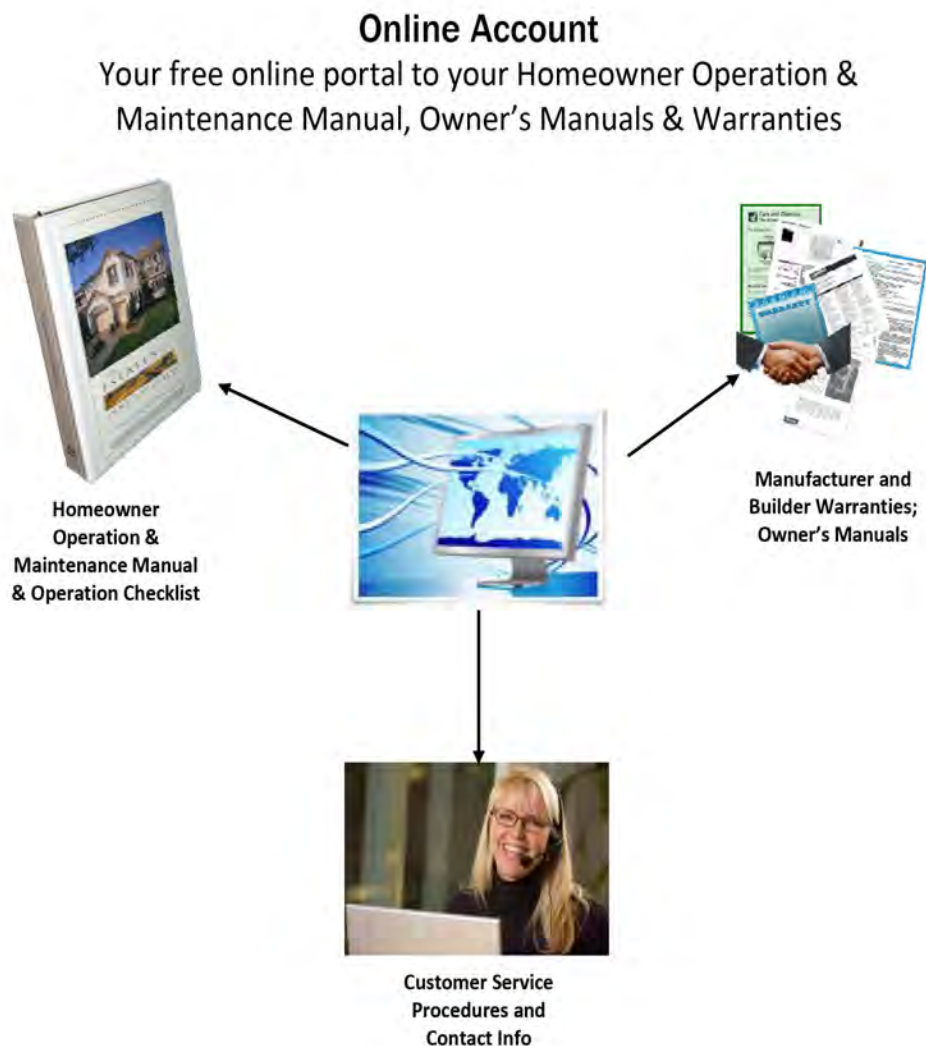 Online Account
Your free online portal to your Homeowner Operation &
Maintenance Manual, Owner's Manuals & Warranties
WARRANTY
Homeowner
Operation &
Maintenance Manual
& Operation Checklist
Manufacturer and
Builder Warranties;
Owner's Manuals
Customer Service
Procedures and
Contact Info